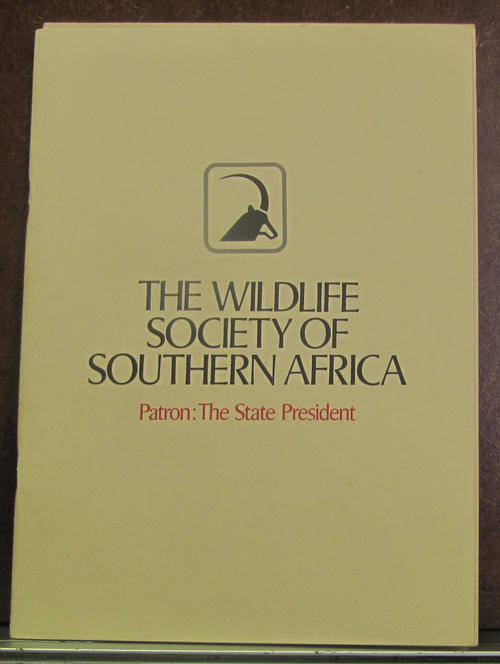 THE WILDLIFE
SOCIETY OF
SOUTHERN AFRICA
Patron: The State President